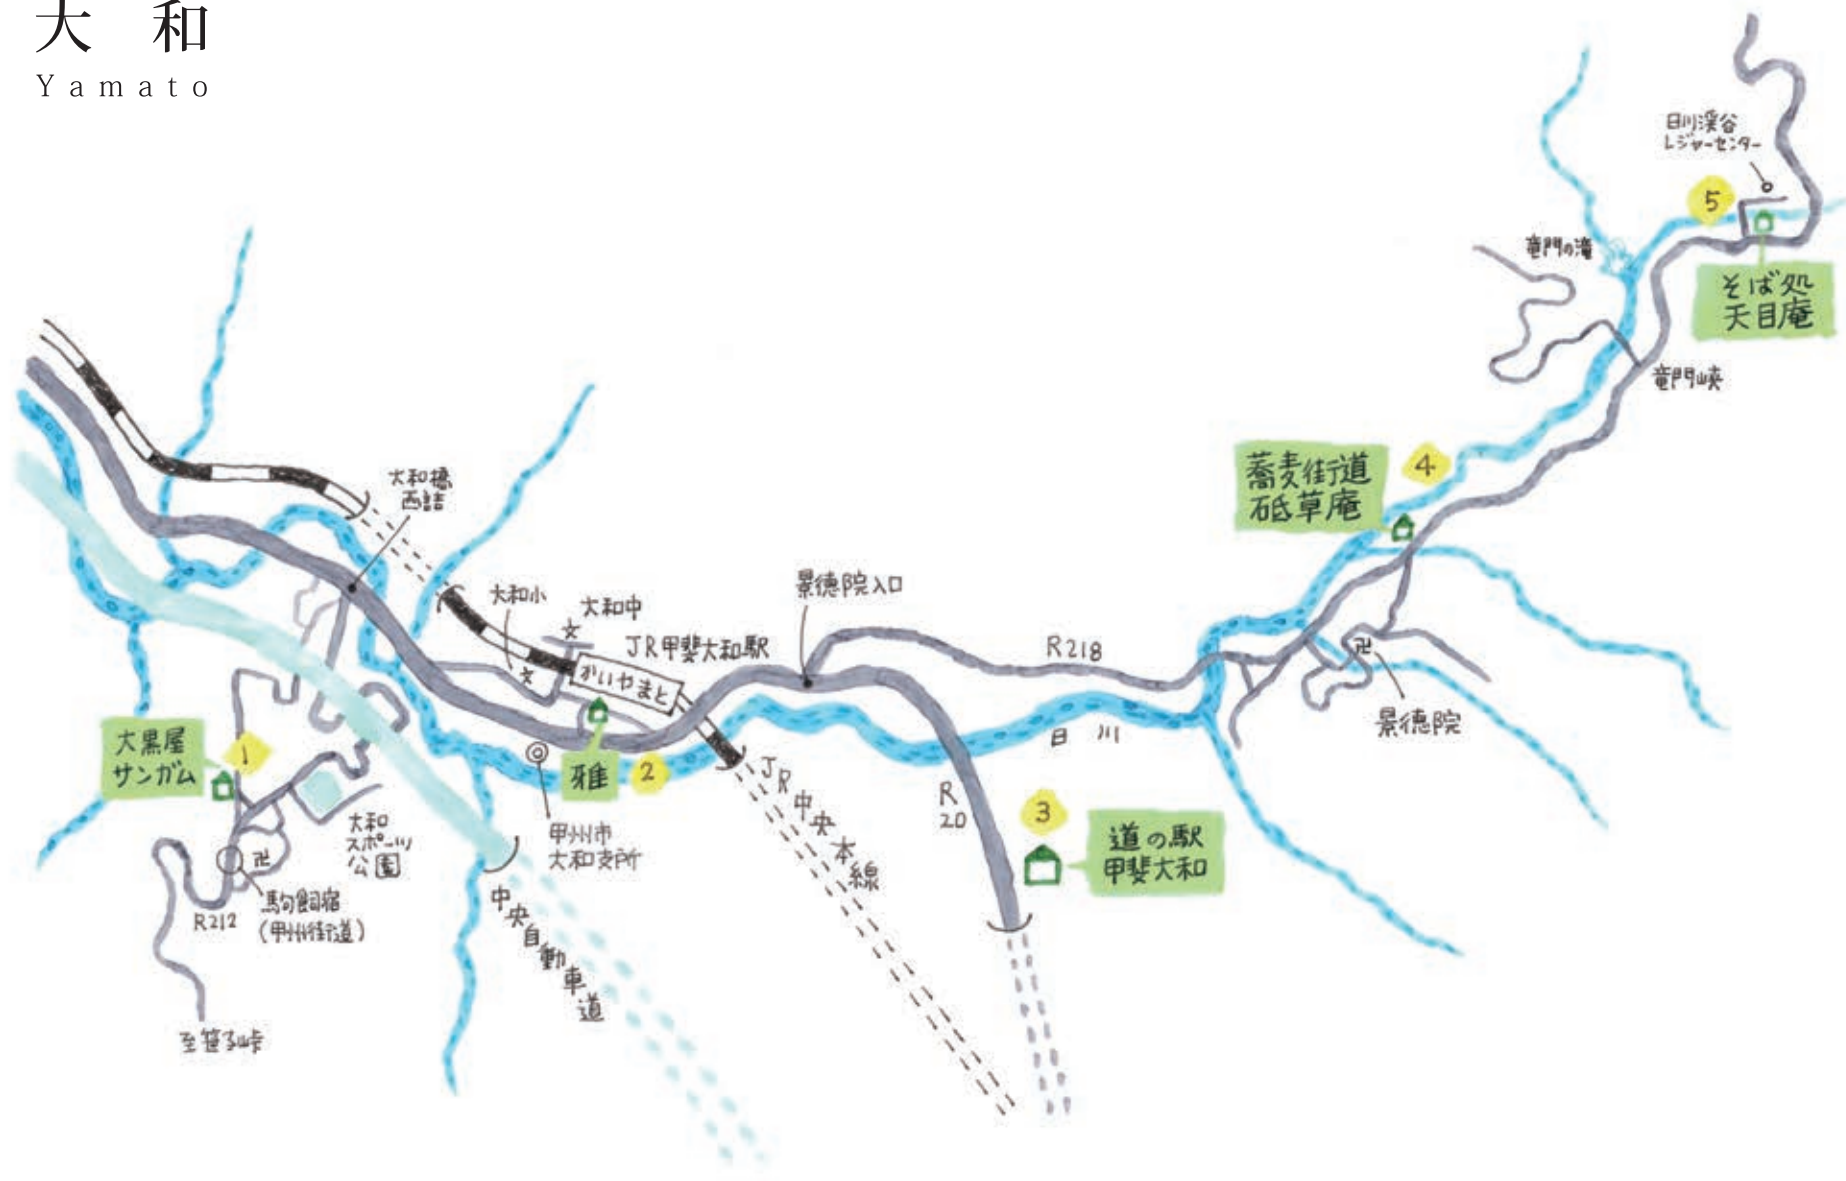 大和
Yamato
日川渓谷
レジャーセンター
5
竜門の滝
そば処
天目庵
竜門峡
4
蕎麦街道
砥草庵
大和橋
西詰
大和小
大和中
JR甲斐大和駅
かいやまと
景徳院入口
R218
卍
景徳院
日川
大黒屋
サンガム
1
雅
2
R
20
3
道の駅
甲斐大和
JR中央本線
甲州市
大和支所
大和
スポーツ
公園
卍
駒飼宿
(甲州街道)
R212
中央自動車道
至笹子峠